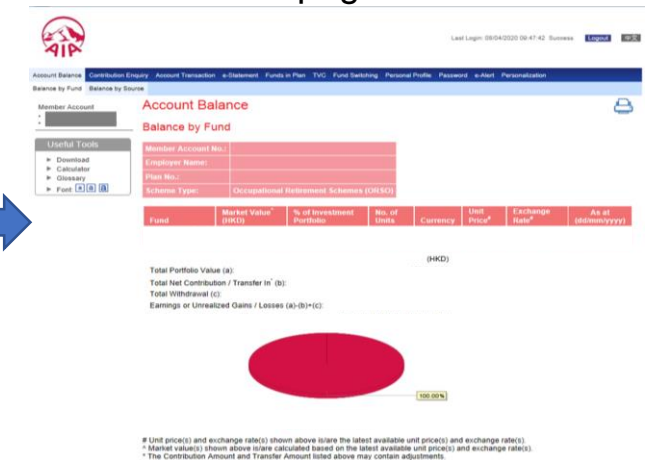 Last Login: 09/04/2020 09:47:42 Success Logout 中文
AIA
Account Balance Contribution Enquiry Account Transaction e-Statement Funds in Plan TVC Fund Switching Personal Profile Password e-Alert Personalization
Balance by Fund Balance by Source
Member Account
:
:
Useful Tools
Download
Calculator
Glossary
Font a a a
Account Balance
Balance by Fund
Member Account No.:
Employer Name:
Plan No.:
Scheme Type: Occupational Retirement Schemes (ORSO)
Fund Market Value^ (HKD) % of Investment Portfolio No. of Units Currency Unit Price# Exchange Rate# As at (dd/mm/yyyy)
(HKD)
Total Portfolio Value (a):
Total Net Contribution / Transfer In* (b):
Total Withdrawal (c):
Earnings or Unrealized Gains / Losses (a)-(b)+(c):
100.00%
# Unit price(s) and exchange rate(s) shown above is/are the latest available unit price(s) and exchange rate(s).
^ Market value(s) shown above is/are calculated based on the latest available unit price(s) and exchange rate(s).
* The Contribution Amount and Transfer Amount listed above may contain adjustments.